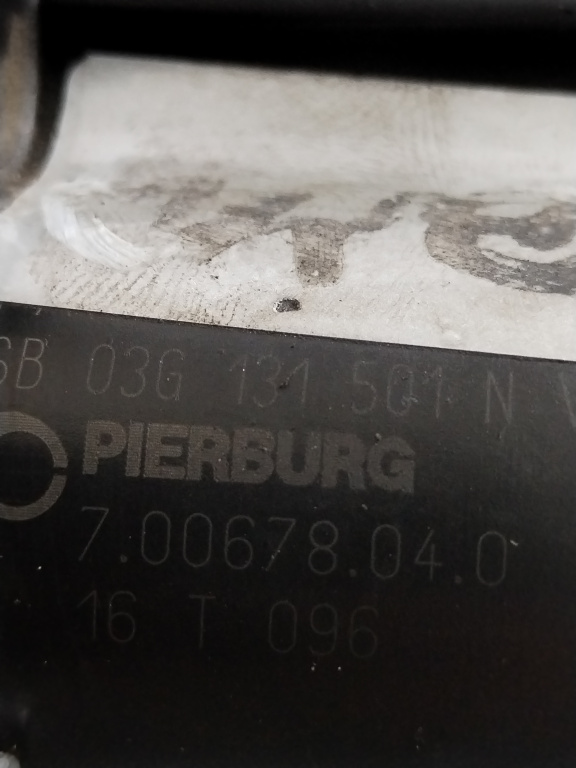 SB 03G 131 501 N V
PIERBURG
7.00678.04.0
16 T 096